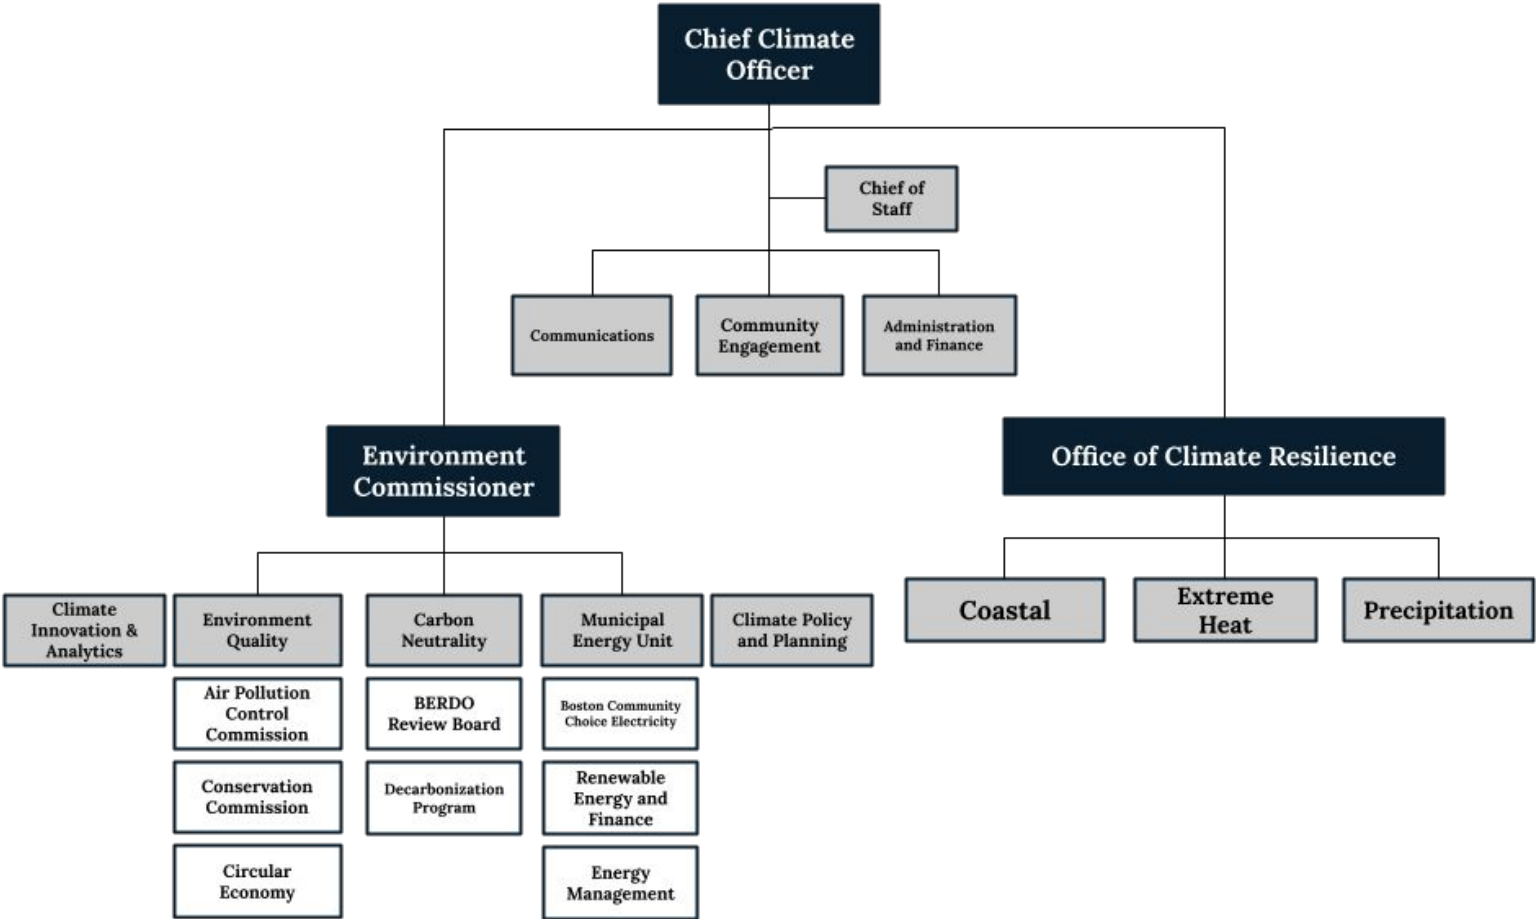 Chief Climate
Officer
Chief of
Staff
Communications
Community
Engagement
Administration
and Finance
Environment
Commissioner
Office of Climate Resilience
Climate
Innovation &
Analytics
Environment
Quality
Carbon
Neutrality
Municipal
Energy Unit
Climate Policy
and Planning
Coastal
Extreme
Heat
Precipitation
Air Pollution
Control
Commission
BERDO
Review Board
Boston Community
Choice Electricity
Conservation
Commission
Decarbonization
Program
Renewable
Energy and
Finance
Circular
Economy
Energy
Management